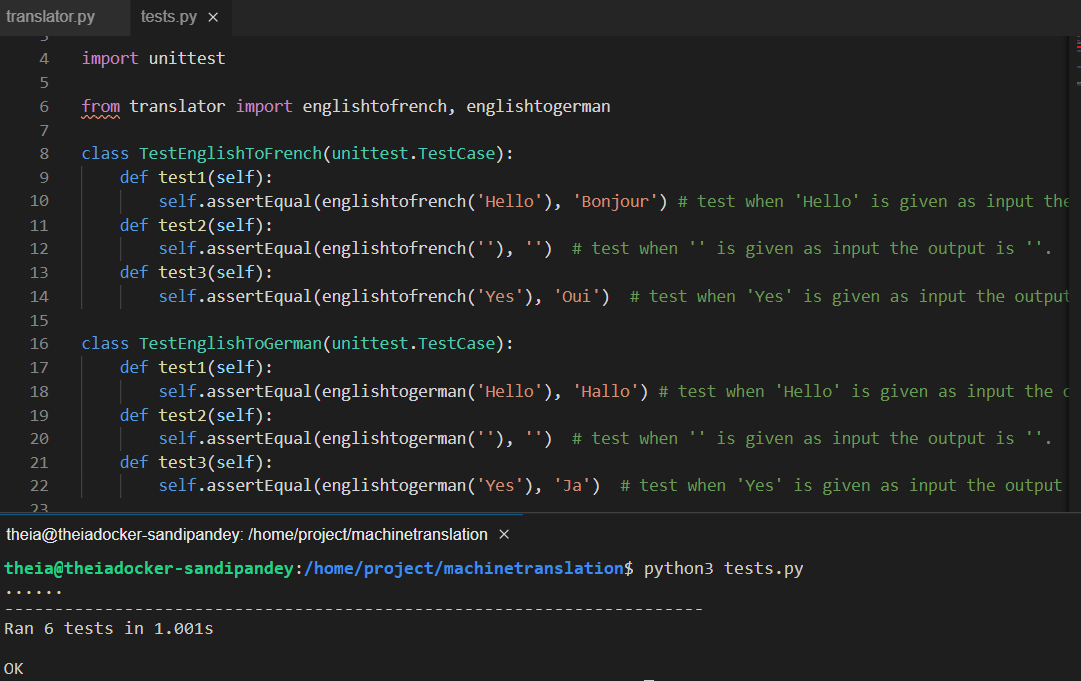 translator.py tests.py ×
3
4 import unittest
5
6 from translator import englishtofrench, englishtogerman
7
8 class TestEnglishToFrench(unittest.TestCase):
9 def test1(self):
10 self.assertEqual(englishtofrench('Hello'), 'Bonjour') # test when 'Hello' is given as input the
11 def test2(self):
12 self.assertEqual(englishtofrench(''), '') # test when '' is given as input the output is ''.
13 def test3(self):
14 self.assertEqual(englishtofrench('Yes'), 'Oui') # test when 'Yes' is given as input the output
15
16 class TestEnglishToGerman(unittest.TestCase):
17 def test1(self):
18 self.assertEqual(englishtogerman('Hello'), 'Hallo') # test when 'Hello' is given as input the
19 def test2(self):
20 self.assertEqual(englishtogerman(''), '') # test when '' is given as input the output is ''.
21 def test3(self):
22 self.assertEqual(englishtogerman('Yes'), 'Ja') # test when 'Yes' is given as input the output
23
theia@theiadocker-sandipandey: /home/project/machinetranslation ×
theia@theiadocker-sandipandey:/home/project/machinetranslation$ python3 tests.py
......
----------------------------------------------------------------------
Ran 6 tests in 1.001s
OK